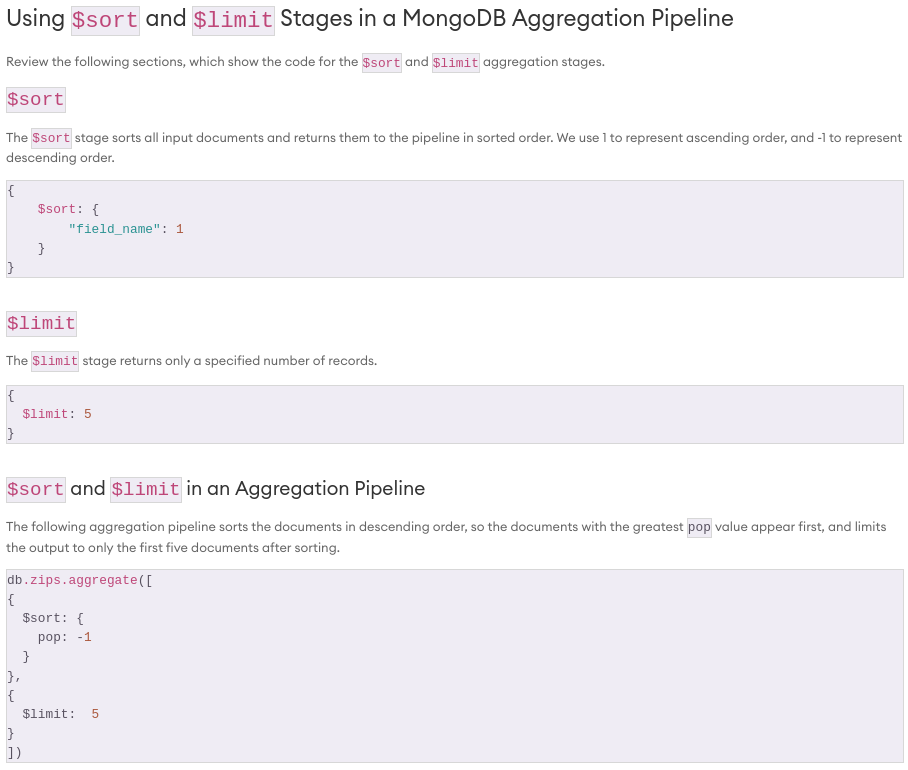 Using $sort and $limit Stages in a MongoDB Aggregation Pipeline
Review the following sections, which show the code for the $sort and $limit aggregation stages.
$sort
The $sort stage sorts all input documents and returns them to the pipeline in sorted order. We use 1 to represent ascending order, and -1 to represent
descending order.
{
    $sort: {
        "field_name": 1
    }
}
$limit
The $limit stage returns only a specified number of records.
{
  $limit: 5
}
$sort and $limit in an Aggregation Pipeline
The following aggregation pipeline sorts the documents in descending order, so the documents with the greatest pop value appear first, and limits
the output to only the first five documents after sorting.
db.zips.aggregate([
{
  $sort: {
    pop: -1
  }
},
{
  $limit:  5
}
])